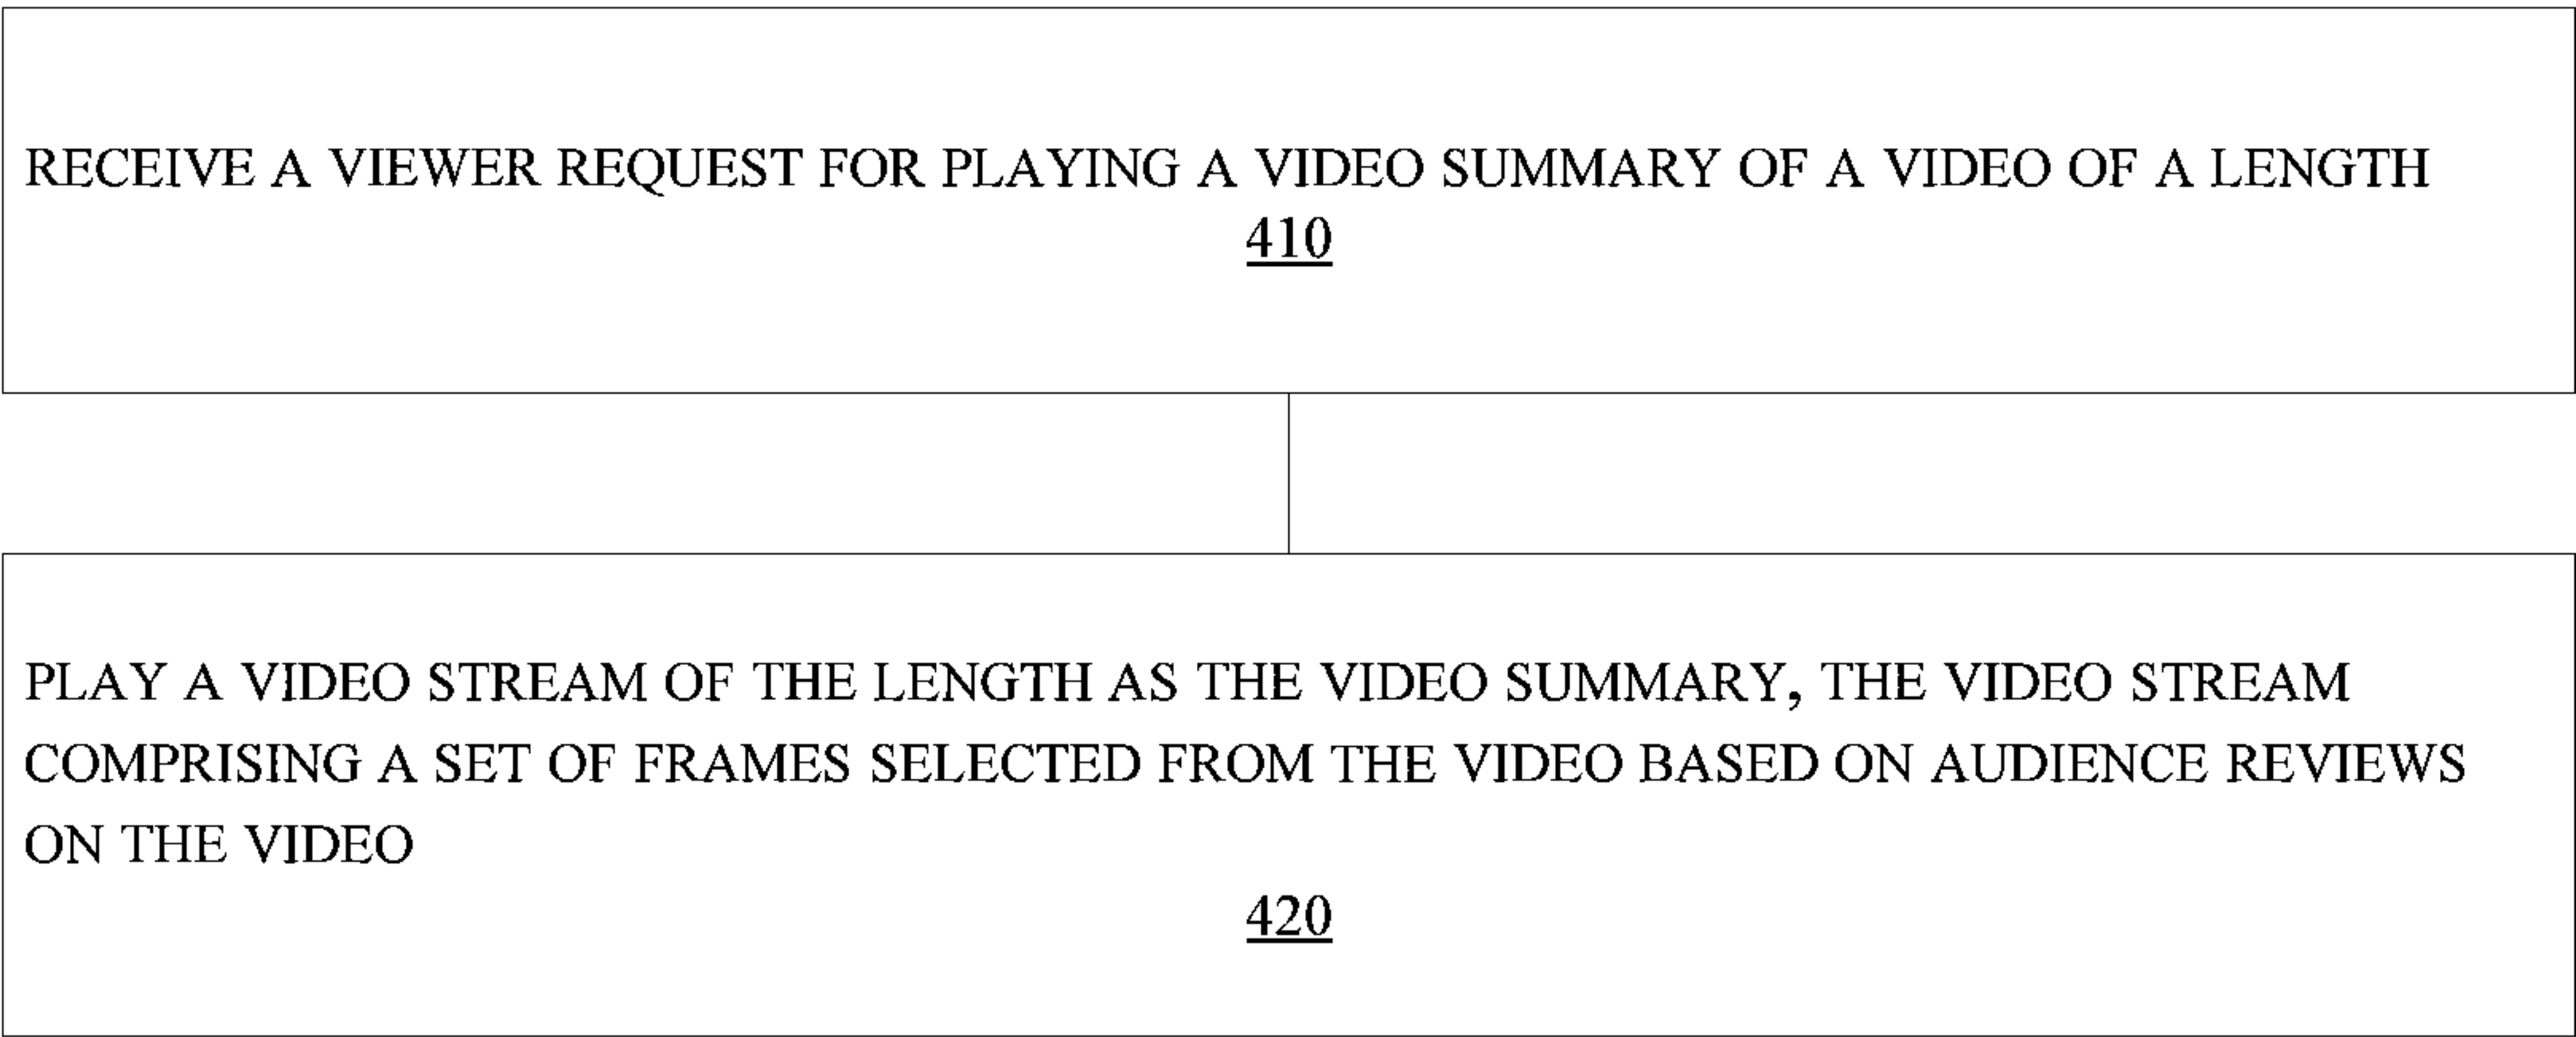 RECEIVE A VIEWER REQUEST FOR PLAYING A VIDEO SUMMARY OF A VIDEO OF A LENGTH
410
PLAY A VIDEO STREAM OF THE LENGTH AS THE VIDEO SUMMARY, THE VIDEO STREAM
COMPRISING A SET OF FRAMES SELECTED FROM THE VIDEO BASED ON AUDIENCE REVIEWS
ON THE VIDEO
420